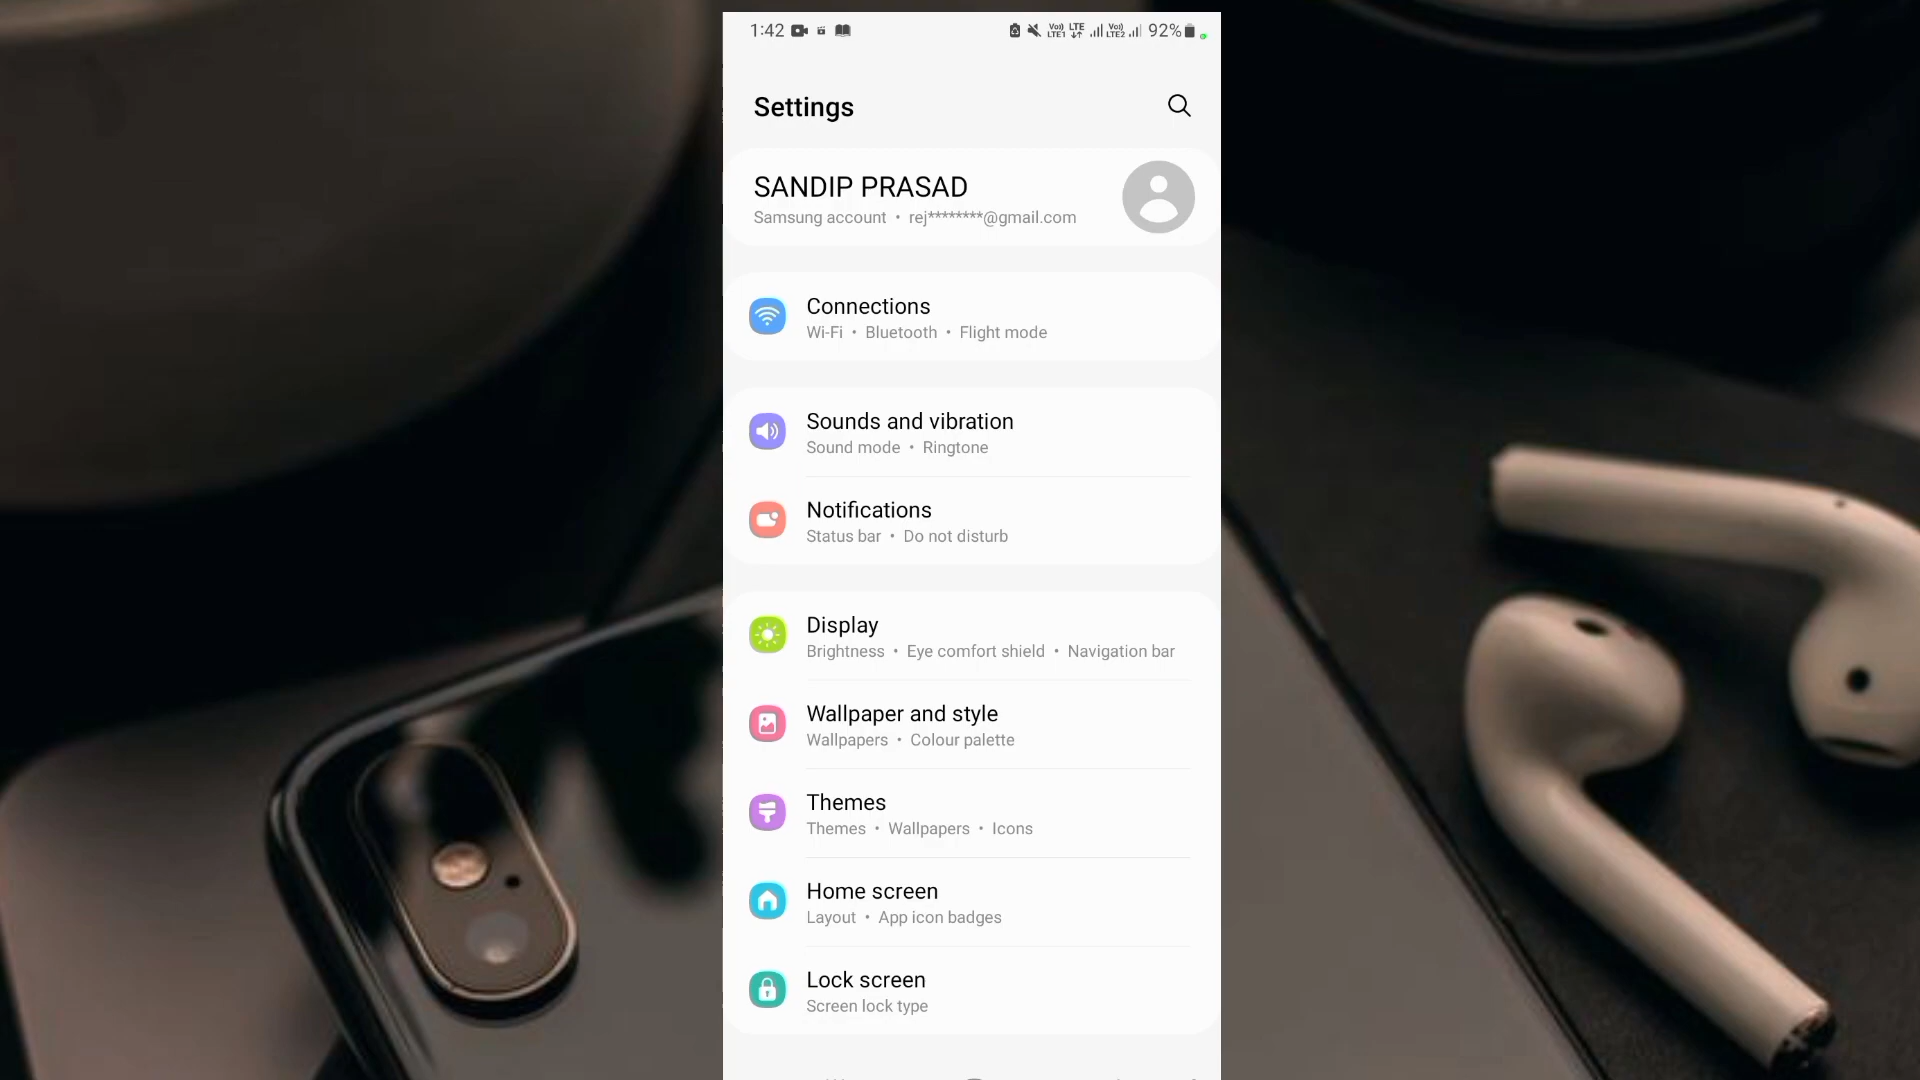 1:42 92%
Settings
SANDIP PRASAD
Samsung account • rej********@gmail.com
Connections
Wi-Fi • Bluetooth • Flight mode
Sounds and vibration
Sound mode • Ringtone
Notifications
Status bar • Do not disturb
Display
Brightness • Eye comfort shield • Navigation bar
Wallpaper and style
Wallpapers • Colour palette
Themes
Themes • Wallpapers • Icons
Home screen
Layout • App icon badges
Lock screen
Screen lock type